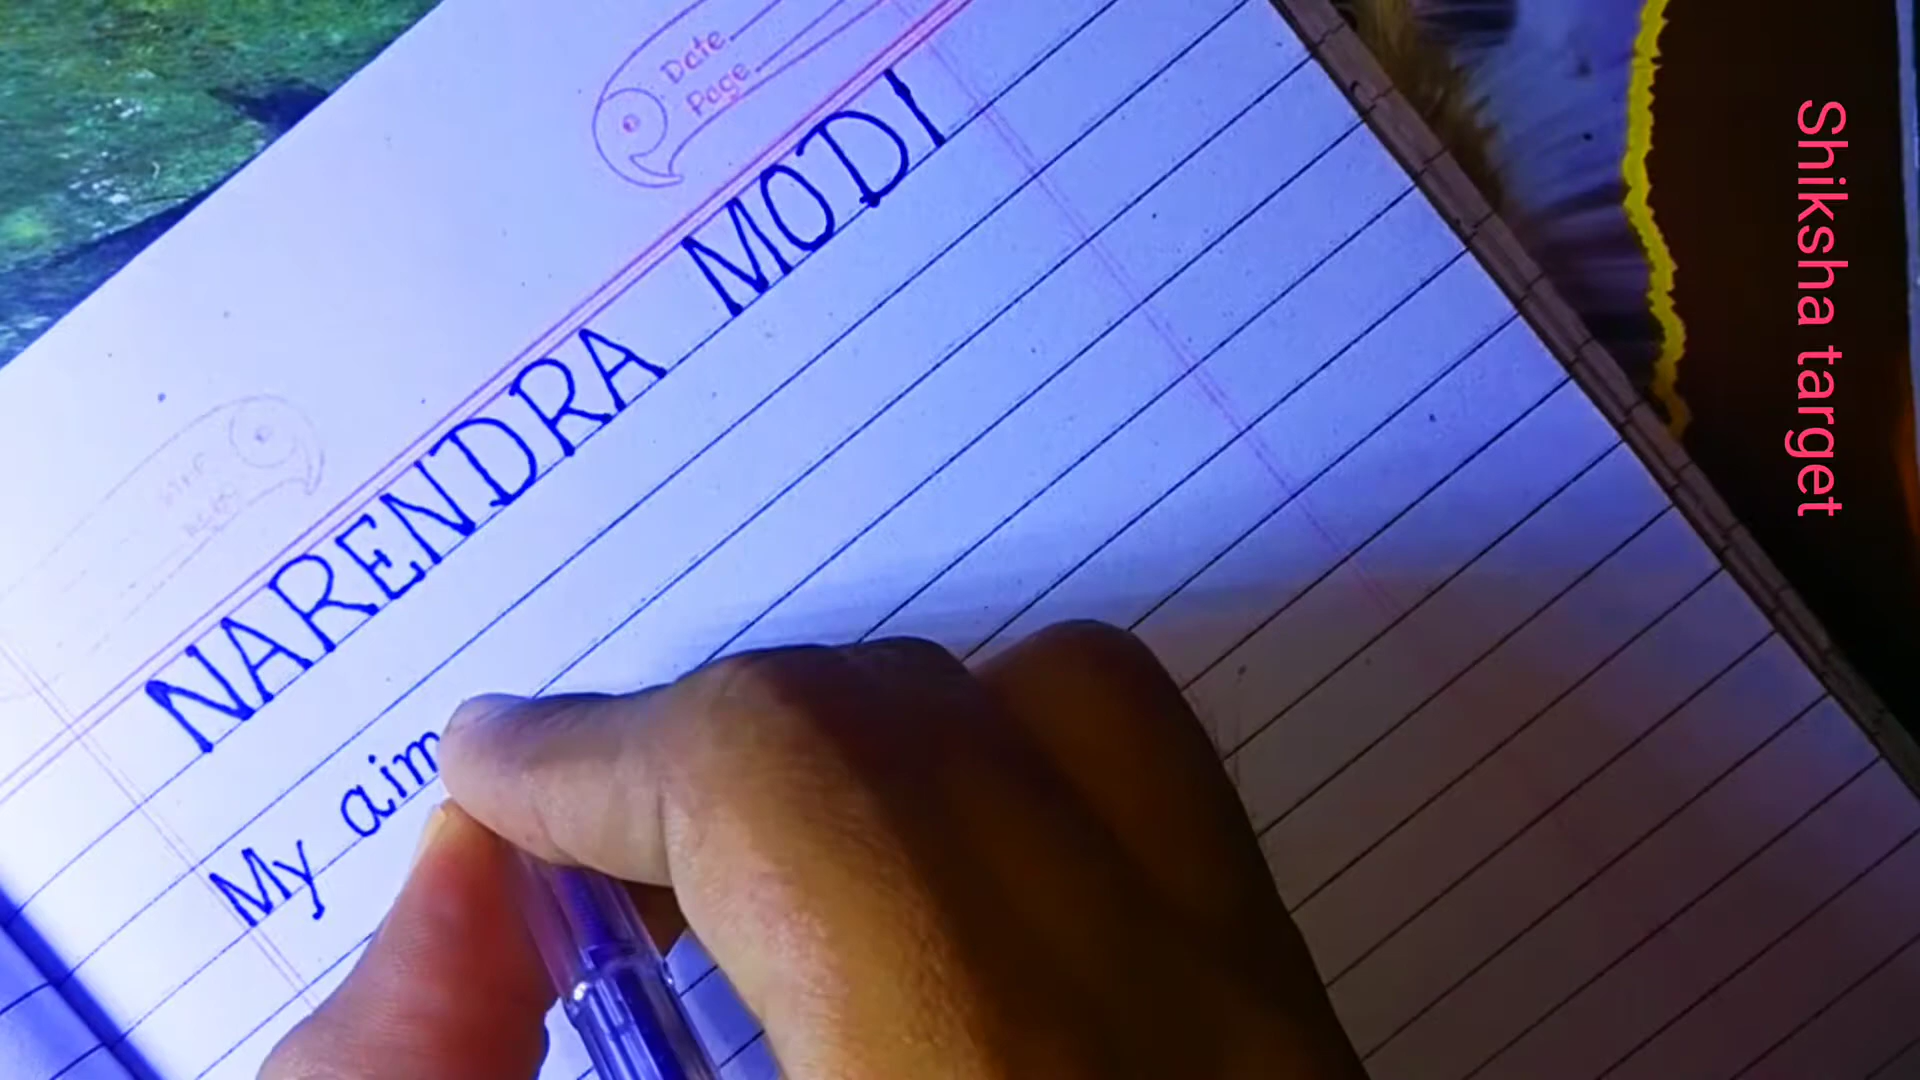 Date
Page
NARENDRA MODI
My aim
Shiksha target